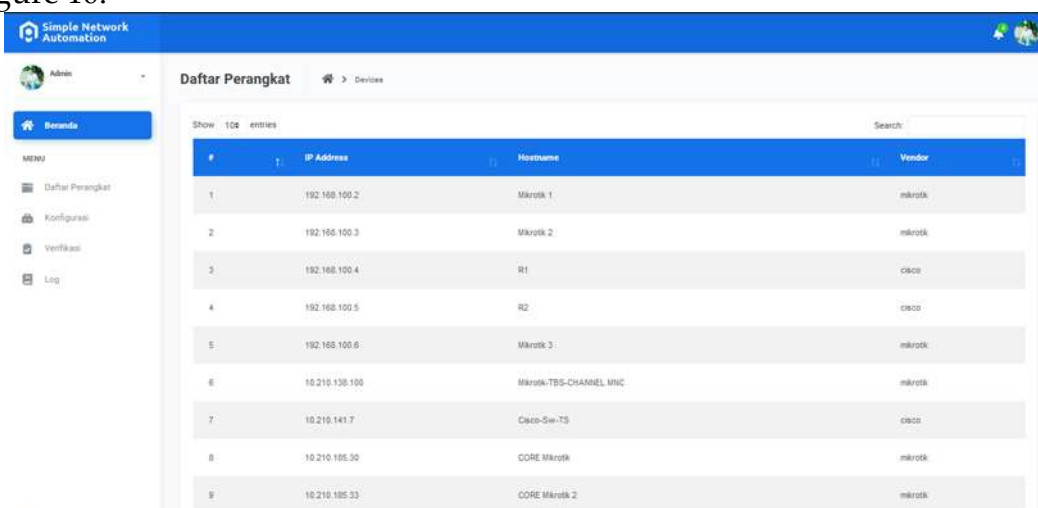 Simple Network
Automation
Admin
Daftar Perangkat > Devices
Beranda
MENU
Daftar Perangkat
Konfigurasi
Verifikasi
Log
Show 10 entries Search:
# IP Address Hostname Vendor
1 192.168.100.2 Mikrotik 1 mikrotik
2 192.168.100.3 Mikrotik 2 mikrotik
3 192.168.100.4 R1 cisco
4 192.168.100.5 R2 cisco
5 192.168.100.6 Mikrotik 3 mikrotik
6 10.210.138.100 Mikrotik-TBS-CHANNEL MNC mikrotik
7 10.210.141.7 Cisco-Sw-TS cisco
8 10.210.105.30 CORE Mikrotik mikrotik
9 10.210.105.33 CORE Mikrotik 2 mikrotik